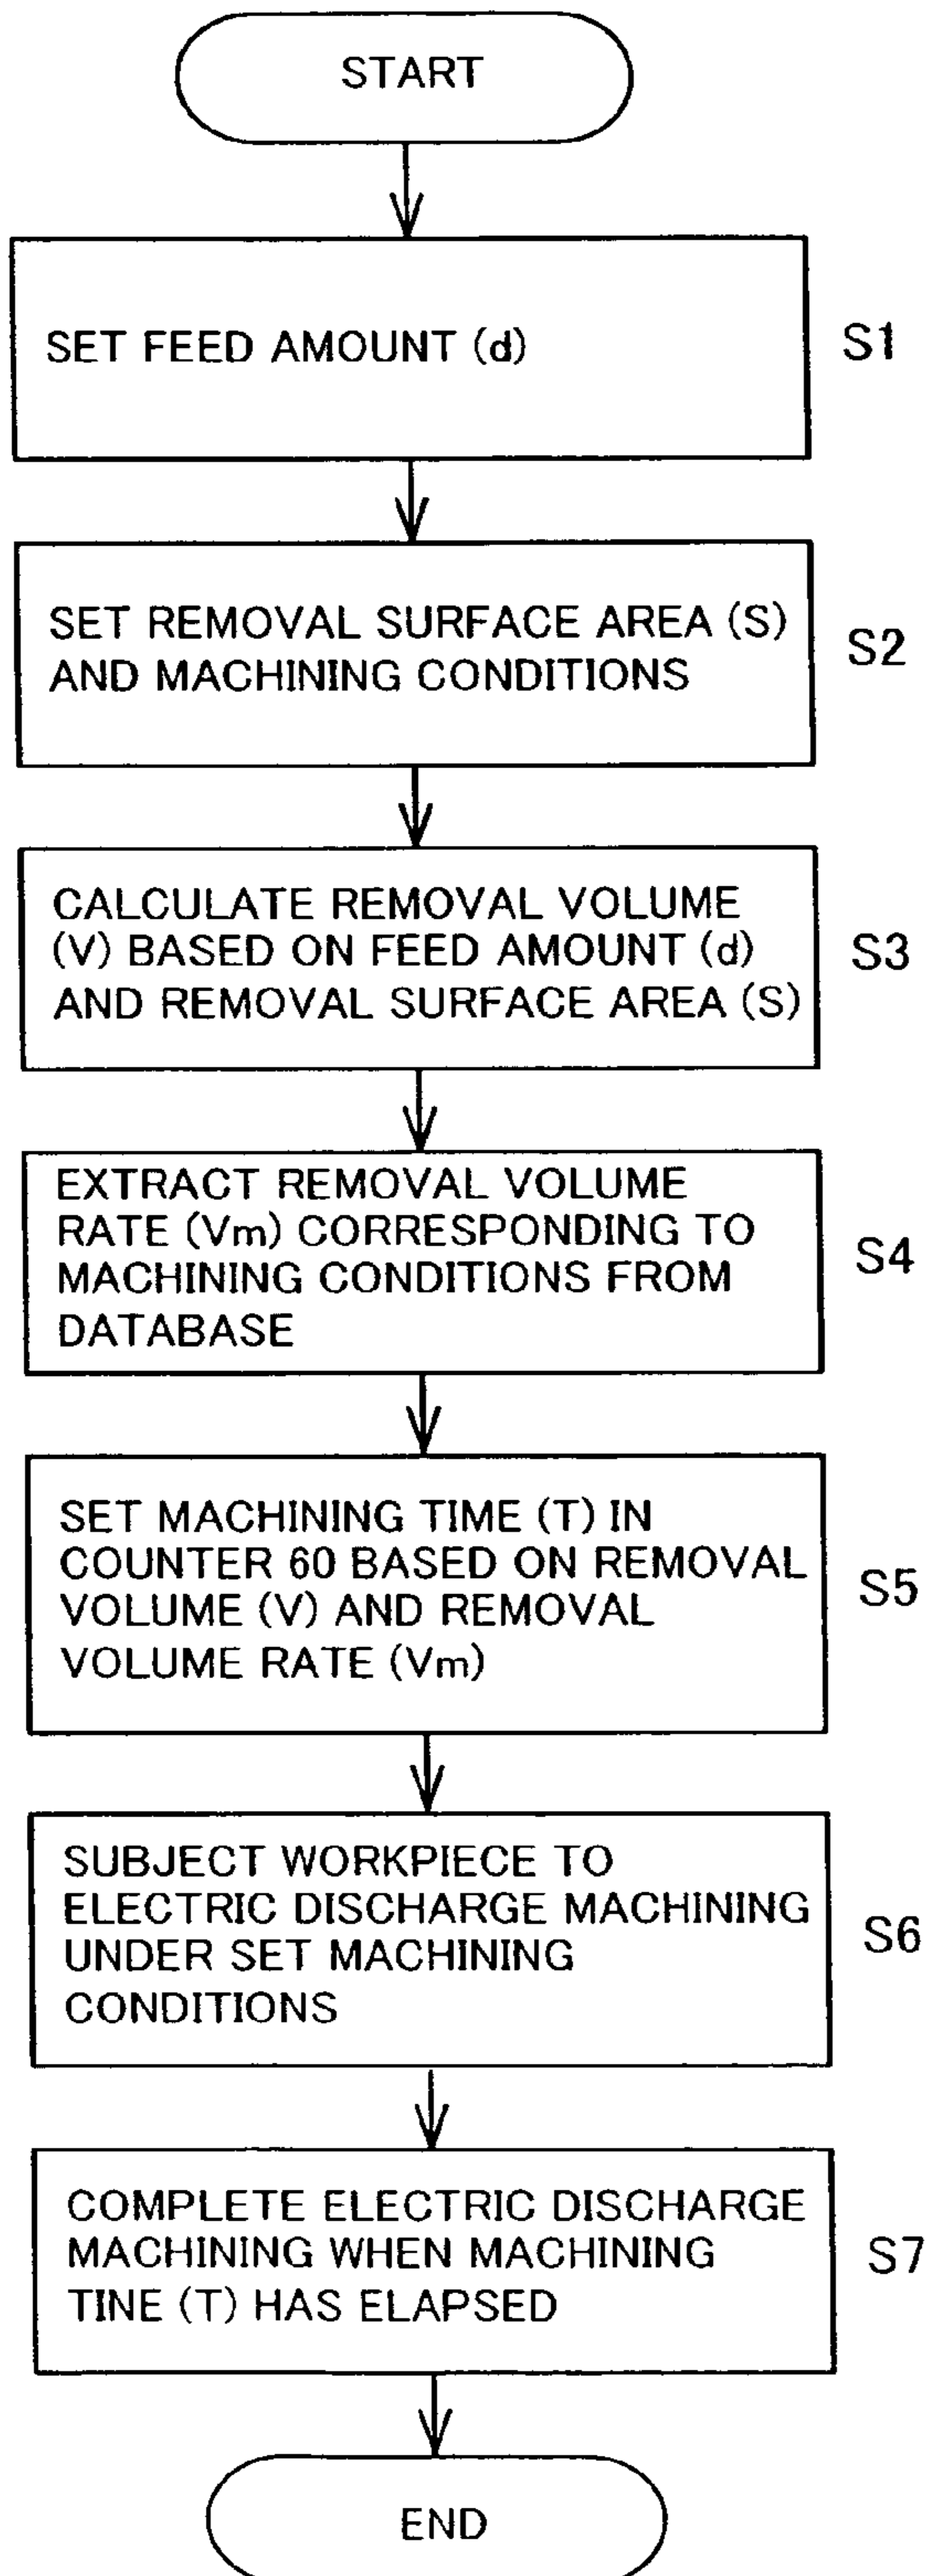 START
SET FEED AMOUNT (d)
S1
SET REMOVAL SURFACE AREA (S)
AND MACHINING CONDITIONS
S2
CALCULATE REMOVAL VOLUME
(V) BASED ON FEED AMOUNT (d)
AND REMOVAL SURFACE AREA (S)
S3
EXTRACT REMOVAL VOLUME
RATE (Vm) CORRESPONDING TO
MACHINING CONDITIONS FROM
DATABASE
S4
SET MACHINING TIME (T) IN
COUNTER 60 BASED ON REMOVAL
VOLUME (V) AND REMOVAL
VOLUME RATE (Vm)
S5
SUBJECT WORKPIECE TO
ELECTRIC DISCHARGE MACHINING
UNDER SET MACHINING
CONDITIONS
S6
COMPLETE ELECTRIC DISCHARGE
MACHINING WHEN MACHINING
TINE (T) HAS ELAPSED
S7
END